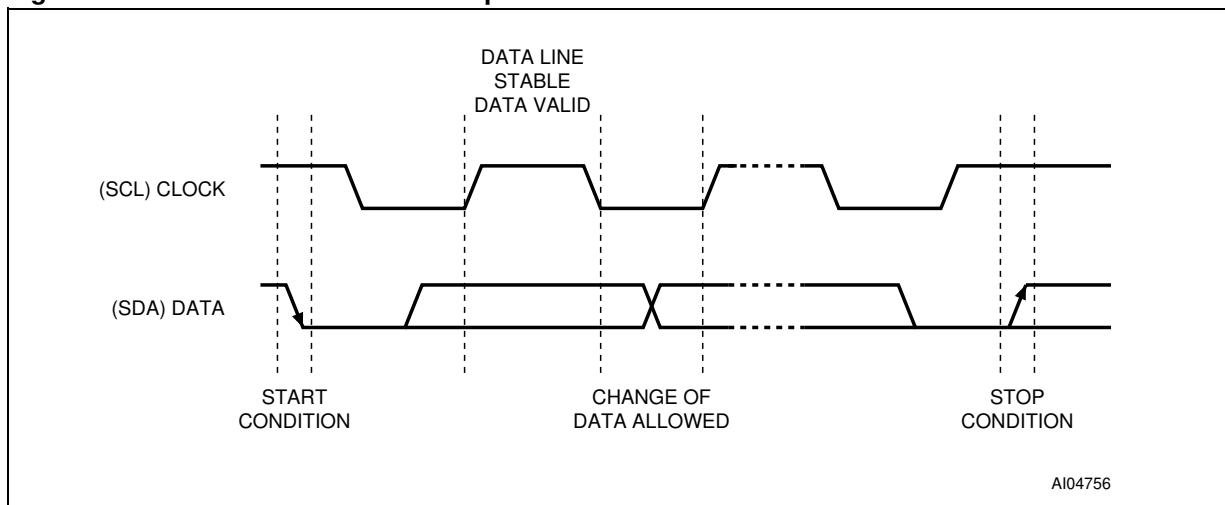 DATA LINE
STABLE
DATA VALID
(SCL) CLOCK
(SDA) DATA
START
CONDITION
CHANGE OF
DATA ALLOWED
STOP
CONDITION
AI04756